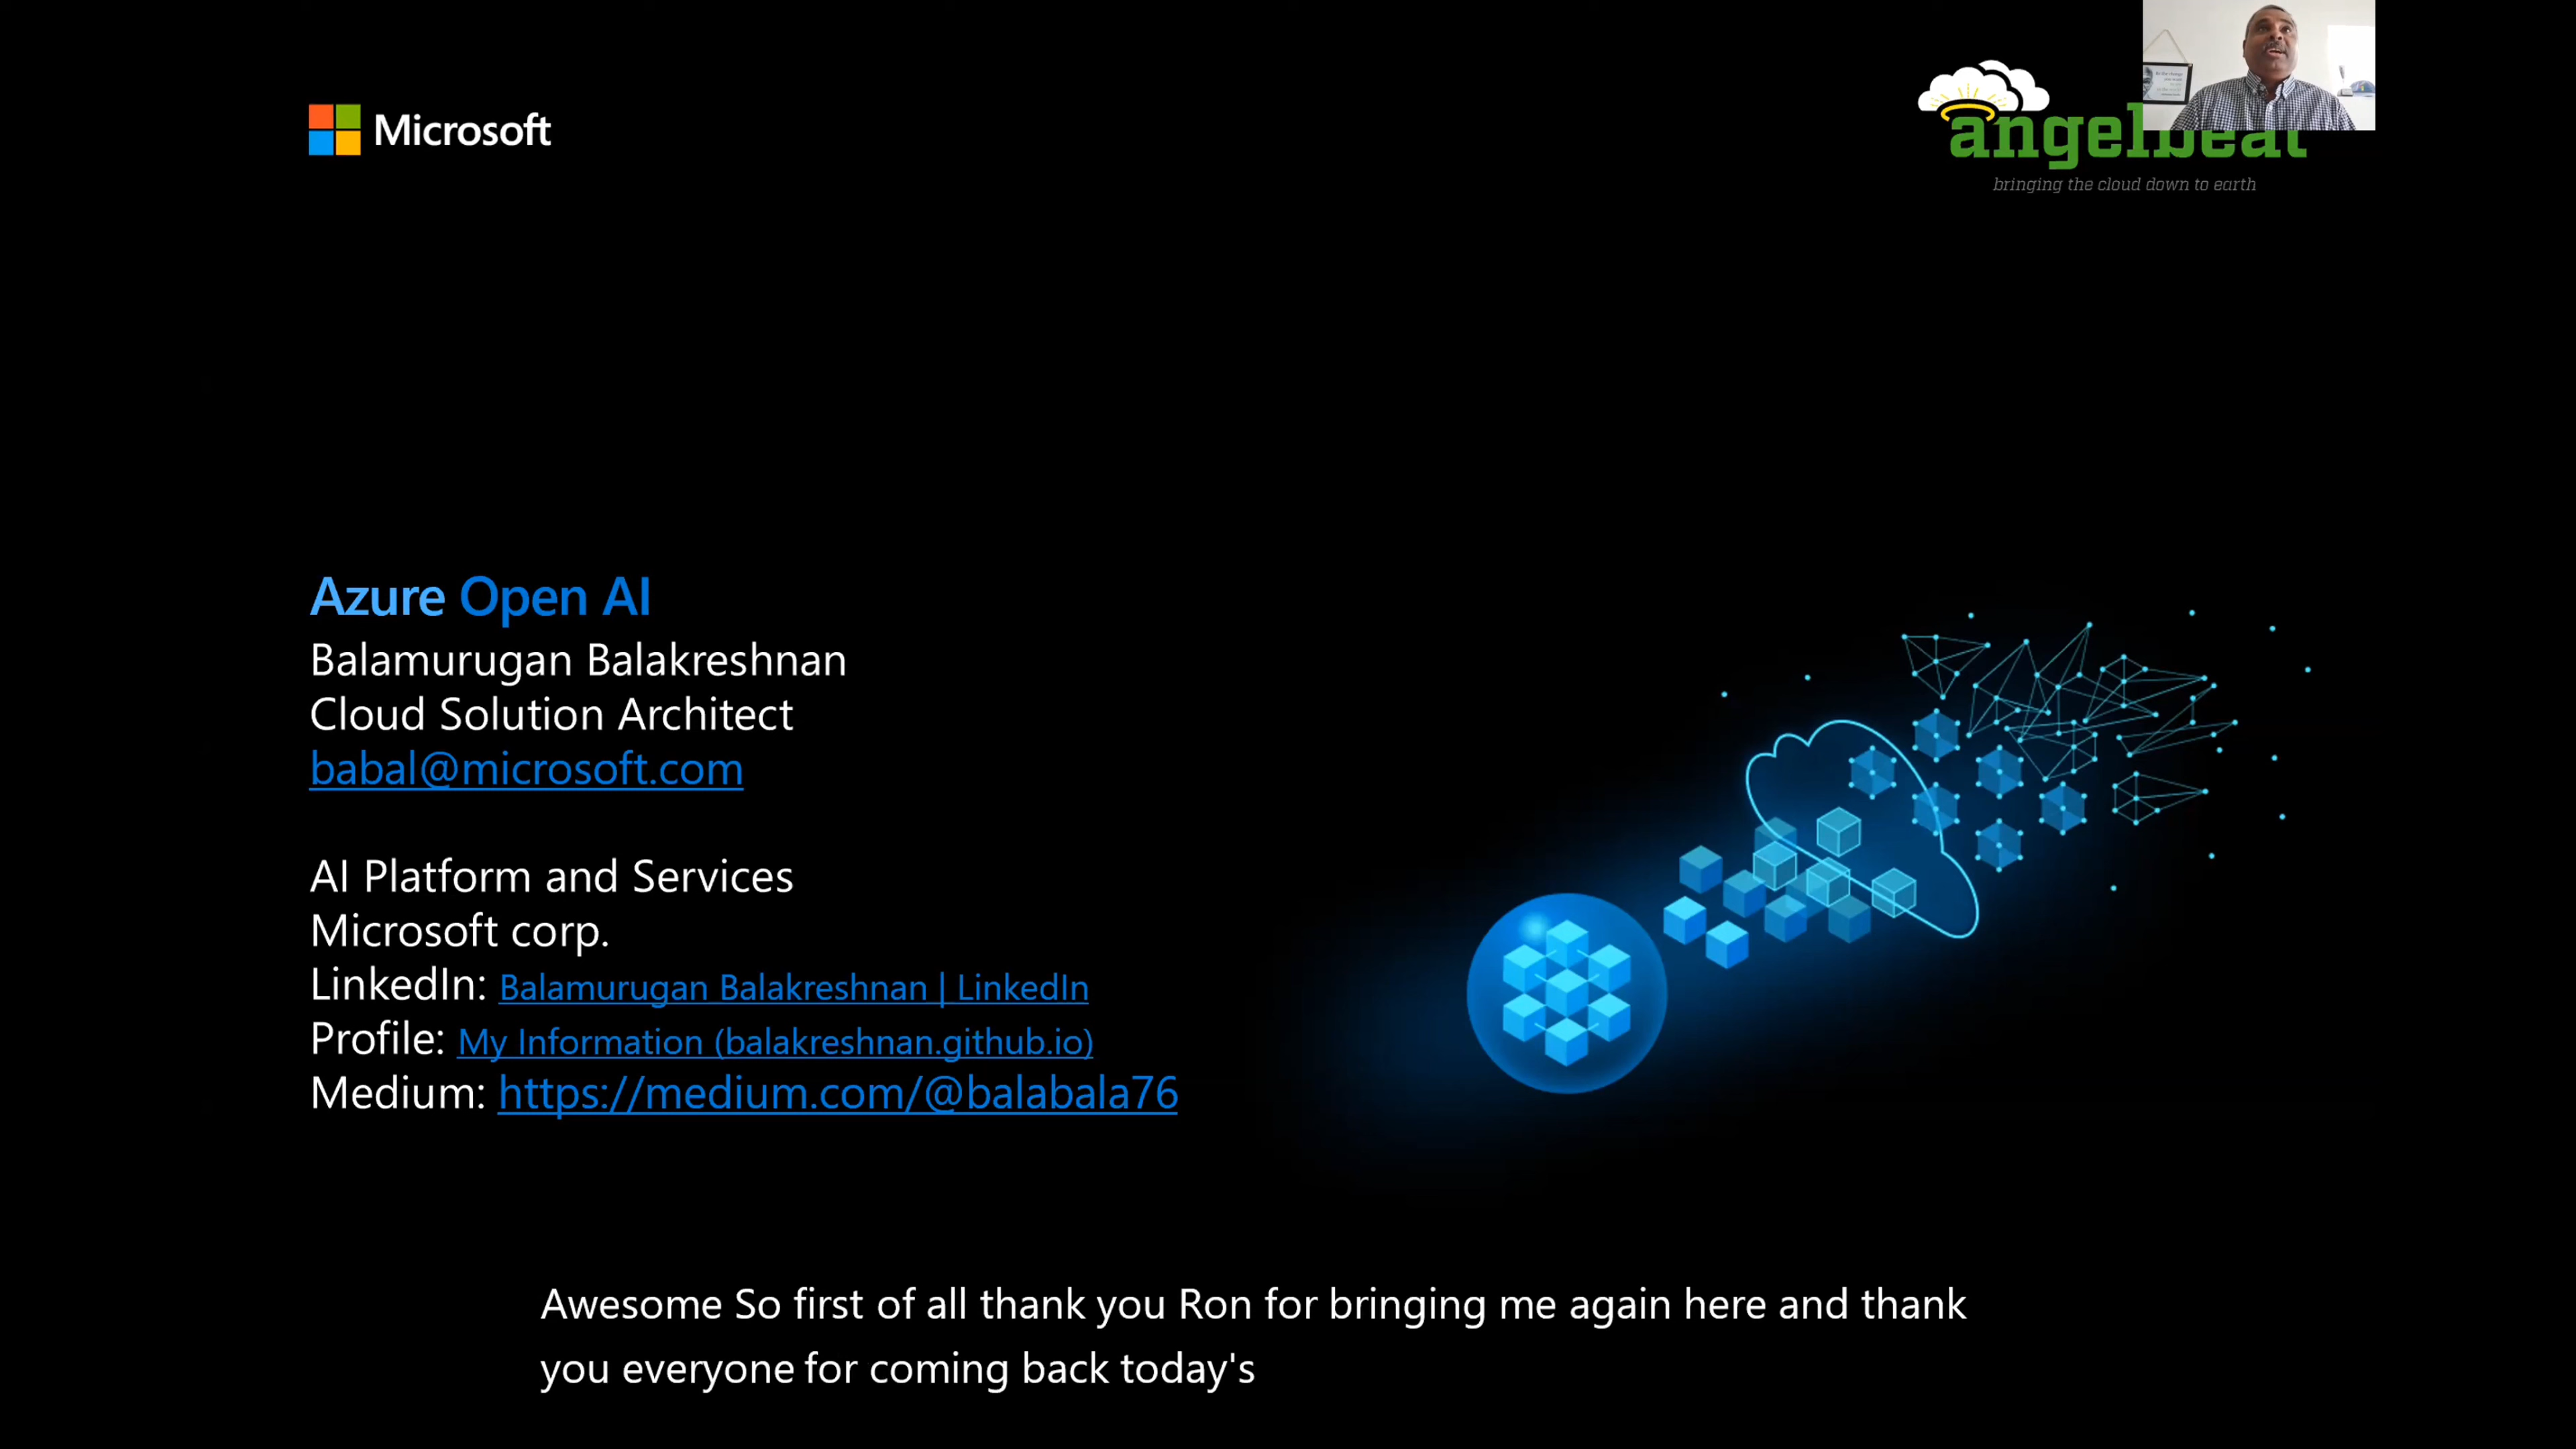 Microsoft
angelbeat
bringing the cloud down to earth
Azure Open AI
Balamurugan Balakreshnan
Cloud Solution Architect
babal@microsoft.com
AI Platform and Services
Microsoft corp.
LinkedIn: Balamurugan Balakreshnan | LinkedIn
Profile: My Information (balakreshnan.github.io)
Medium: https://medium.com/@balabala76
Awesome So first of all thank you Ron for bringing me again here and thank
you everyone for coming back today's